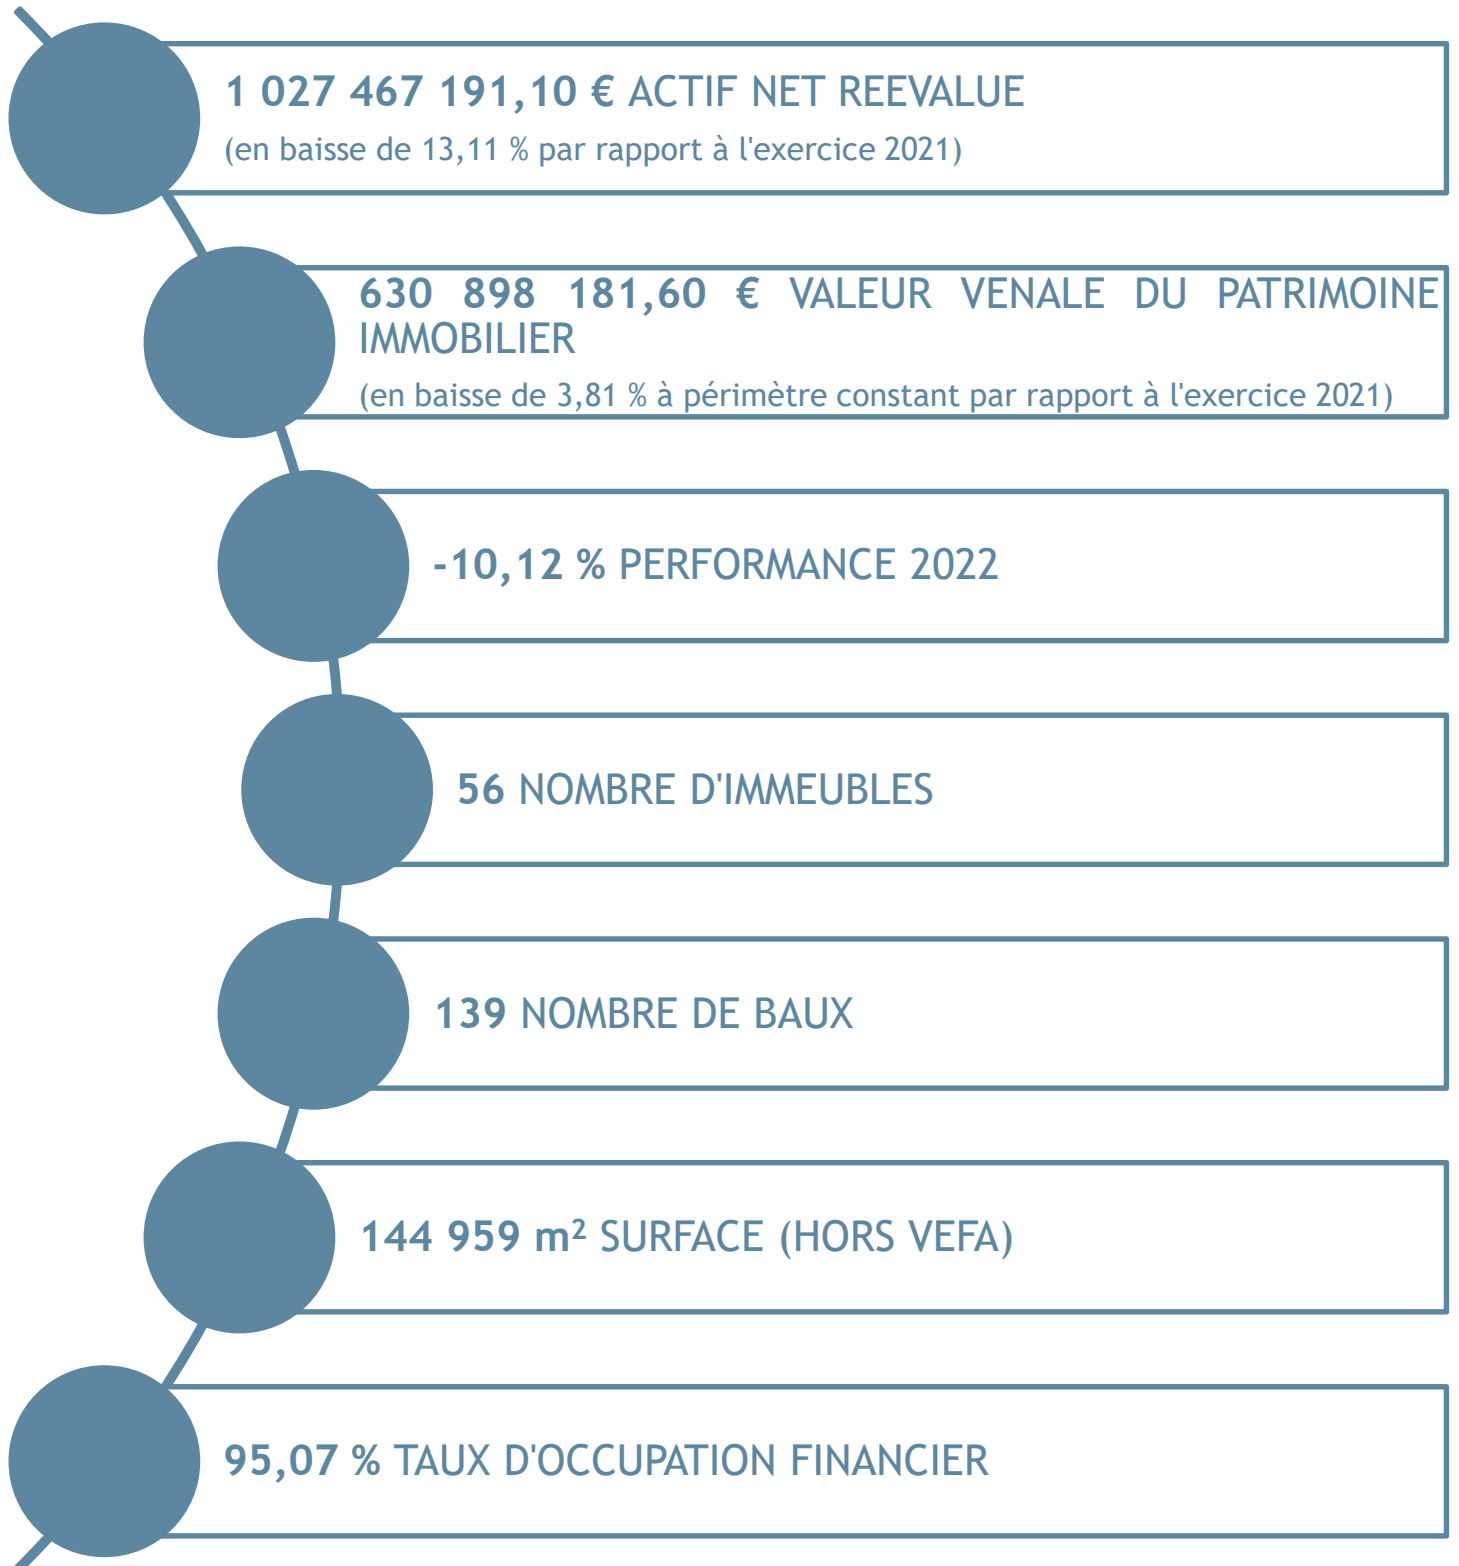 1 027 467 191,10 € ACTIF NET REEVALUE
(en baisse de 13,11 % par rapport à l'exercice 2021)
630 898 181,60 € VALEUR VENALE DU PATRIMOINE
IMMOBILIER
(en baisse de 3,81 % à périmètre constant par rapport à l'exercice 2021)
-10,12 % PERFORMANCE 2022
56 NOMBRE D'IMMEUBLES
139 NOMBRE DE BAUX
144 959 m² SURFACE (HORS VEFA)
95,07 % TAUX D'OCCUPATION FINANCIER